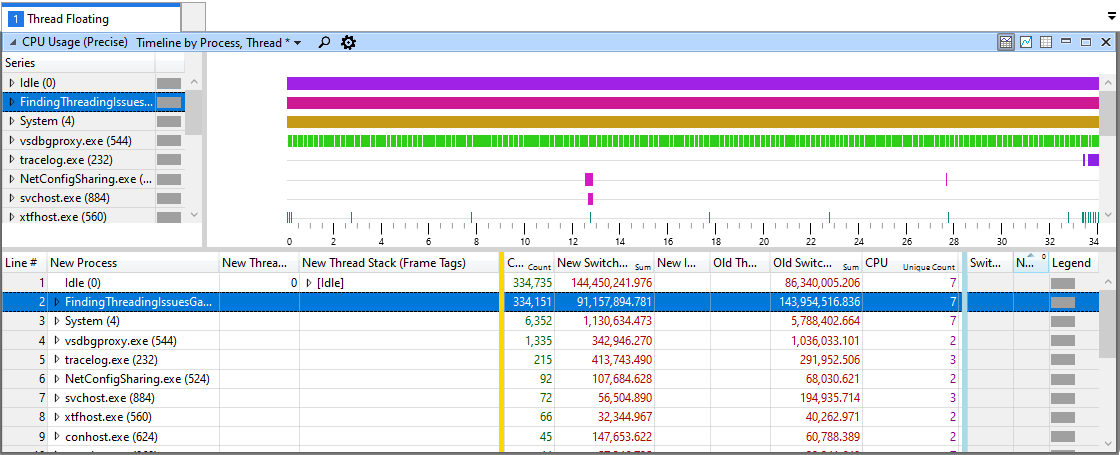 1 Thread Floating
CPU Usage (Precise) Timeline by Process, Thread *
Series
Idle (0)
FindingThreadingIssues...
System (4)
vsdbgproxy.exe (544)
tracelog.exe (232)
NetConfigSharing.exe (...
svchost.exe (884)
xtfhost.exe (560)
0 2 4 6 8 10 12 14 16 18 20 22 24 26 28 30 32 34
Line # New Process New Threa... New Thread Stack (Frame Tags) C... Count New Switch... Sum New I... Old Th... Old Switc... Sum CPU Unique Count Swit... N... 0 Legend
1 Idle (0) 0 [Idle] 334,735 144,450,241.976 86,340,005.206 7
2 FindingThreadingIssuesGa... 334,151 91,157,894.781 143,954,516.836 7
3 System (4) 6,352 1,130,634.473 5,788,402.664 7
4 vsdbgproxy.exe (544) 1,335 342,946.270 1,036,033.101 2
5 tracelog.exe (232) 215 413,743.490 291,952.506 3
6 NetConfigSharing.exe (524) 92 107,684.628 68,030.621 2
7 svchost.exe (884) 72 56,504.890 194,935.714 3
8 xtfhost.exe (560) 66 32,344.967 40,262.971 2
9 conhost.exe (624) 45 147,653.622 60,788.389 2